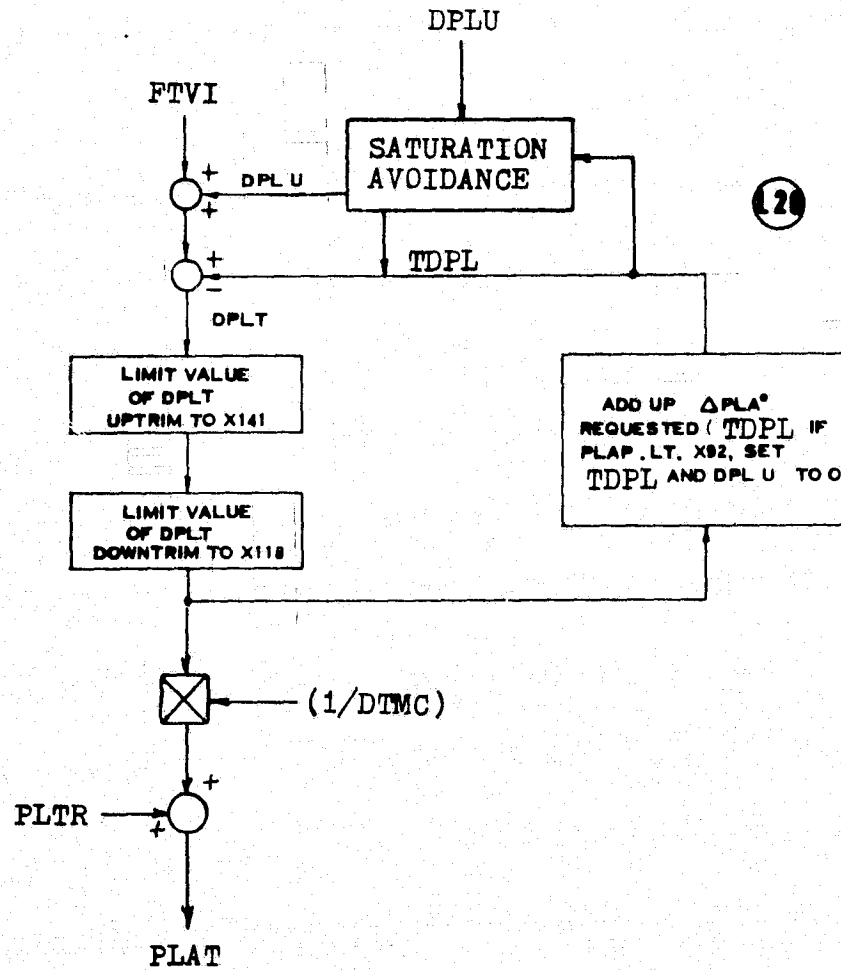 DPLU
FTVI
SATURATION
AVOIDANCE
+
DPL U
+
L20
TDPL
+
−
DPLT
LIMIT VALUE
OF DPLT
UPTRIM TO X141
ADD UP ΔPLA°
REQUESTED ( TDPL IF
PLAP .LT. X92, SET
TDPL AND DPL U TO O
LIMIT VALUE
OF DPLT
DOWNTRIM TO X118
(1/DTMC)
+
PLTR
+
PLAT